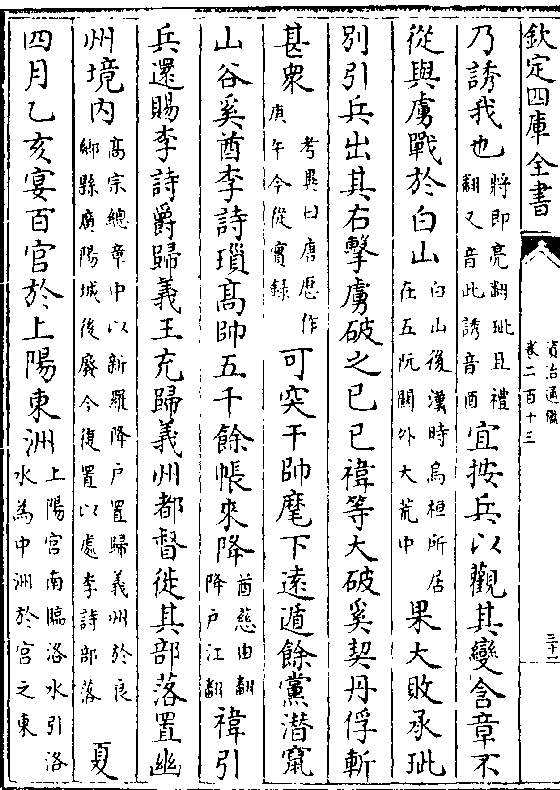 欽定四庫全書
資治通鑑
卷二百十三
三十一
乃誘我也將即亮翻玼且禮翻又音此誘音酉宜按兵以觀其變含章不
從與虜戰於白山白山後漢時烏桓所居在五阮關外大荒中果大敗承玼
別引兵出其右擊虜破之己巳禕等大破奚契丹俘斬
甚衆考異曰唐厯作庚午今從實錄可突干帥麾下遠遁餘黨潛竄
山谷奚酋李詩瑣高帥五千餘帳來降酋慈由翻降户江翻禕引
兵還賜李詩爵歸義王充歸義州都督徙其部落置幽
州境内高宗總章中以新羅降户置歸義州於良鄉縣廣陽城後廢今復置以處李詩部落夏
四月乙亥宴百官於上陽東洲上陽宮南臨洛水引洛水為中洲於宮之東